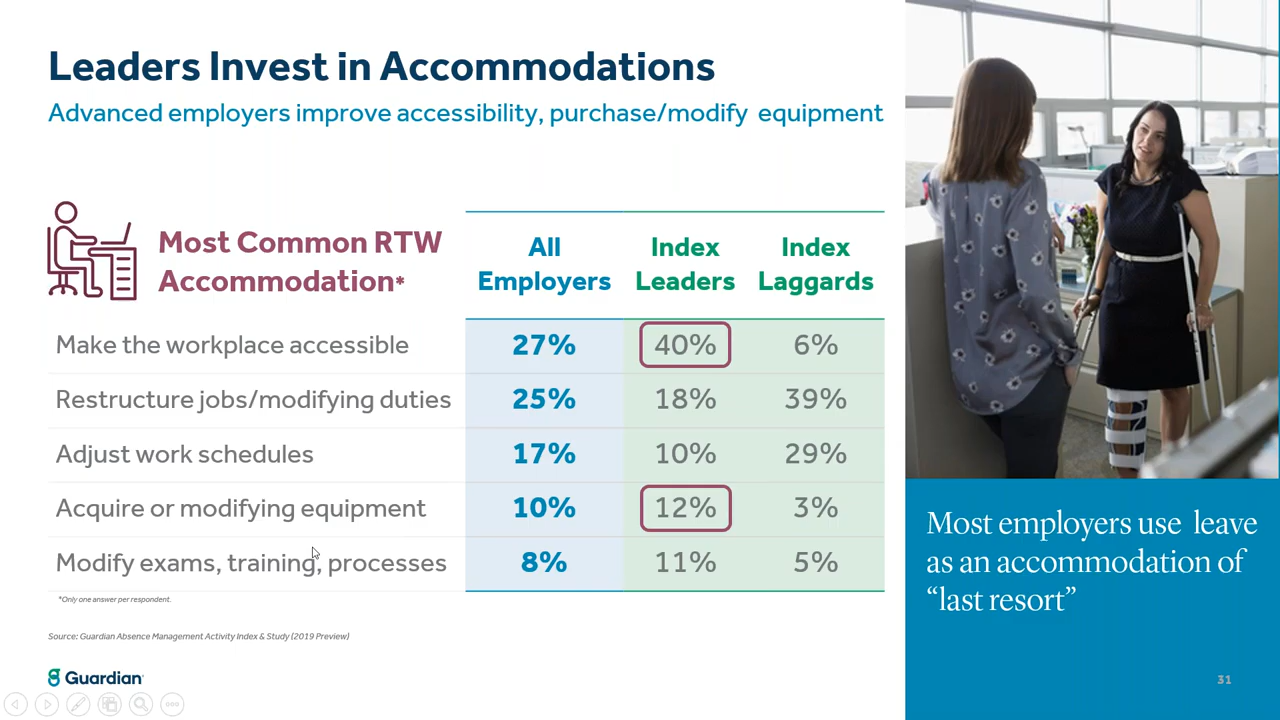 Leaders Invest in Accommodations
Advanced employers improve accessibility, purchase/modify equipment
Most Common RTW
Accommodation*
All
Employers
Index
Leaders
Index
Laggards
Make the workplace accessible 27% 40% 6%
Restructure jobs/modifying duties 25% 18% 39%
Adjust work schedules 17% 10% 29%
Acquire or modifying equipment 10% 12% 3%
Modify exams, training, processes 8% 11% 5%
*Only one answer per respondent.
Source: Guardian Absence Management Activity Index & Study (2019 Preview)
Guardian
Most employers use leave
as an accommodation of
“last resort”
31